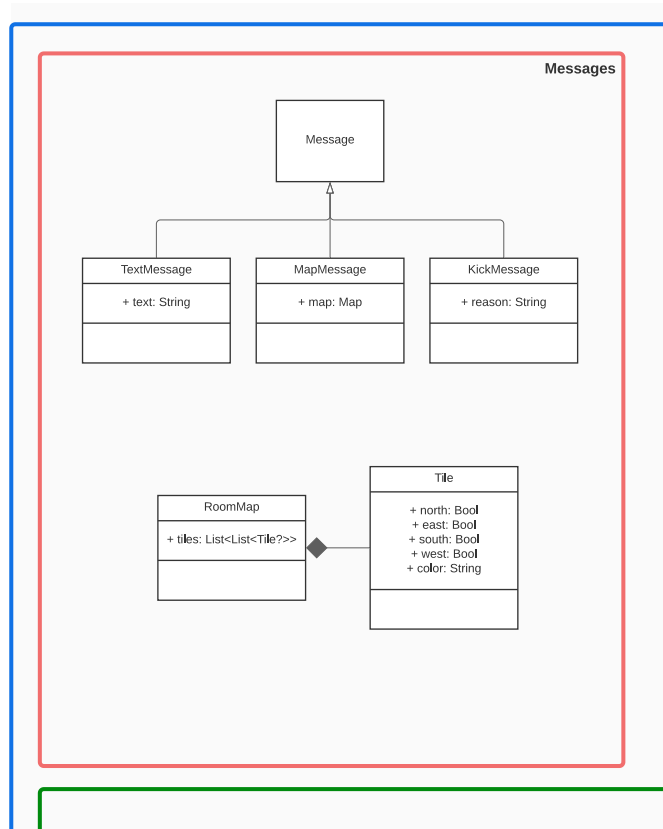 Messages
Message
TextMessage
+ text: String
MapMessage
+ map: Map
KickMessage
+ reason: String
RoomMap
+ tiles: List<List<Tile?>>
Tile
+ north: Bool
+ east: Bool
+ south: Bool
+ west: Bool
+ color: String